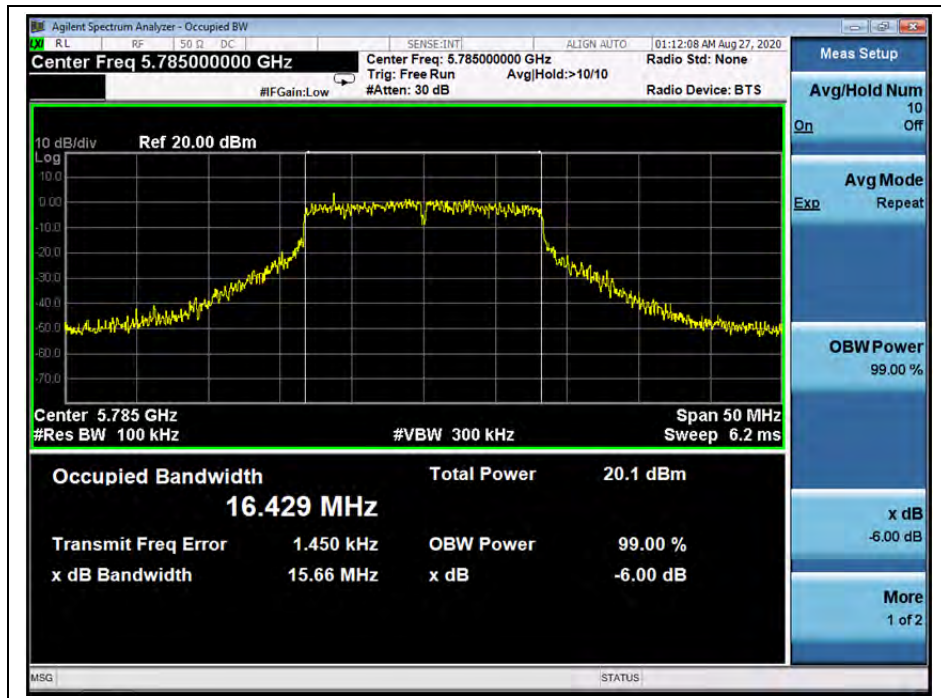 Agilent Spectrum Analyzer - Occupied BW
LXI RL RF 50 Ω DC SENSE:INT ALIGN AUTO 01:12:08 AM Aug 27, 2020
Center Freq 5.785000000 GHz
Center Freq: 5.785000000 GHz
Radio Std: None
Trig: Free Run Avg|Hold:>10/10
#IFGain:Low
#Atten: 30 dB
Radio Device: BTS
10 dB/div Ref 20.00 dBm
Log
10.0
0.00
-10.0
-20.0
-30.0
-40.0
-50.0
-60.0
-70.0
Center 5.785 GHz Span 50 MHz
#Res BW 100 kHz #VBW 300 kHz Sweep 6.2 ms
Occupied Bandwidth Total Power 20.1 dBm
16.429 MHz
Transmit Freq Error 1.450 kHz OBW Power 99.00 %
x dB Bandwidth 15.66 MHz x dB -6.00 dB
MSG STATUS
Meas Setup
Avg/Hold Num
10
On Off
Avg Mode
Exp Repeat
OBW Power
99.00 %
x dB
-6.00 dB
More
1 of 2